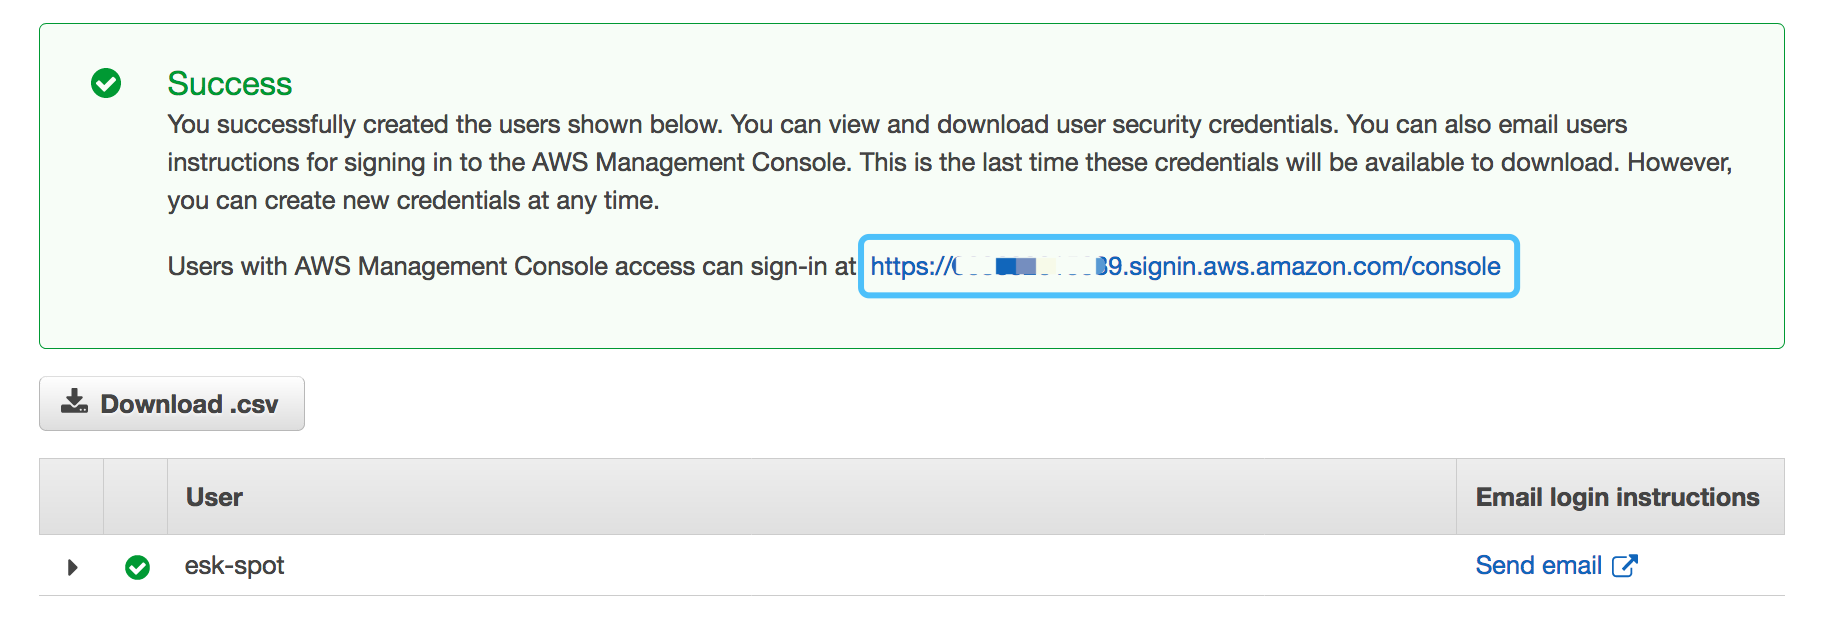 Success
You successfully created the users shown below. You can view and download user security credentials. You can also email users
instructions for signing in to the AWS Management Console. This is the last time these credentials will be available to download. However,
you can create new credentials at any time.
Users with AWS Management Console access can sign-in at https:// 9.signin.aws.amazon.com/console
Download .csv
User Email login instructions
esk-spot Send email